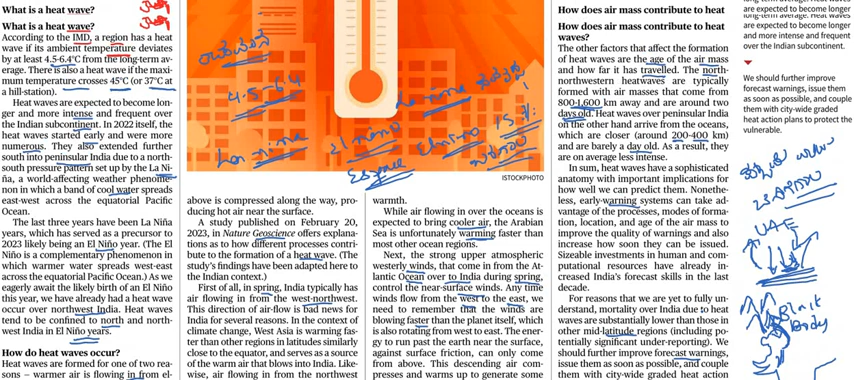 What is a heat wave?
What is a heat wave?
According to the IMD, a region has a heat
wave if its ambient temperature deviates
by at least 4.5-6.4°C from the long-term av-
erage. There is also a heat wave if the maxi-
mum temperature crosses 45°C (or 37°C at
a hill-station).
Heat waves are expected to become lon-
ger and more intense and frequent over
the Indian subcontinent. In 2022 itself, the
heat waves started early and were more
numerous. They also extended further
south into peninsular India due to a north-
south pressure pattern set up by the La Ni-
ña, a world-affecting weather phenome-
non in which a band of cool water spreads
east-west across the equatorial Pacific
Ocean.
The last three years have been La Niña
years, which has served as a precursor to
2023 likely being an El Niño year. (The El
Niño is a complementary phenomenon in
which warmer water spreads west-east
across the equatorial Pacific Ocean.) As we
eagerly await the likely birth of an El Niño
this year, we have already had a heat wave
occur over northwest India. Heat waves
tend to be confined to north and north-
west India in El Niño years.
How do heat waves occur?
Heat waves are formed for one of two rea-
sons – warmer air is flowing in from el-
4.5-6.4
La nina
La nina
El nino
Elnino
15 %
Escape
ISTOCKPHOTO
above is compressed along the way, pro-
ducing hot air near the surface.
A study published on February 20,
2023, in Nature Geoscience offers explana-
tions as to how different processes contri-
bute to the formation of a heat wave. (The
study's findings have been adapted here to
the Indian context.)
First of all, in spring, India typically has
air flowing in from the west-northwest.
This direction of air flow is bad news for
India for several reasons. In the context of
climate change, West Asia is warming fas-
ter than other regions in latitudes similarly
close to the equator, and serves as a source
of the warm air that blows into India. Like-
wise, air flowing in from the northwest
warmth.
While air flowing in over the oceans is
expected to bring cooler air, the Arabian
Sea is unfortunately warming faster than
most other ocean regions.
Next, the strong upper atmospheric
westerly winds, that come in from the At-
lantic Ocean over to India during spring,
control the near-surface winds. Any time
winds flow from the west to the east, we
need to remember that the winds are
blowing faster than the planet itself, which
is also rotating from west to east. The ener-
gy to run past the earth near the surface,
against surface friction, can only come
from above. This descending air com-
presses and warms up to generate some
How does air mass contribute to heat
How does air mass contribute to heat
waves?
The other factors that affect the formation
of heat waves are the age of the air mass
and how far it has travelled. The north-
northwestern heatwaves are typically
formed with air masses that come from
800-1,600 km away and are around two
days old. Heat waves over peninsular India
on the other hand arrive from the oceans,
which are closer (around 200-400 km)
and are barely a day old. As a result, they
are on average less intense.
In sum, heat waves have a sophisticated
anatomy with important implications for
how well we can predict them. Nonethe-
less, early-warning systems can take ad-
vantage of the processes, modes of forma-
tion, location, and age of the air mass to
improve the quality of warnings and also
increase how soon they can be issued.
Sizeable investments in human and com-
putational resources have already in-
creased India's forecast skills in the last
decade.
For reasons that we are yet to fully un-
derstand, mortality over India due to heat
waves are substantially lower than those in
other mid-latitude regions (including po-
tentially significant under-reporting). We
should further improve forecast warnings,
issue them as soon as possible, and couple
them with city-wide graded heat action
are expected to become longer
are expected to become longer
and more intense and frequent
over the Indian subcontinent.
We should further improve
forecast warnings, issue them
as soon as possible, and couple
them with city-wide graded
heat action plans to protect the
vulnerable.
UAE
Black
Body